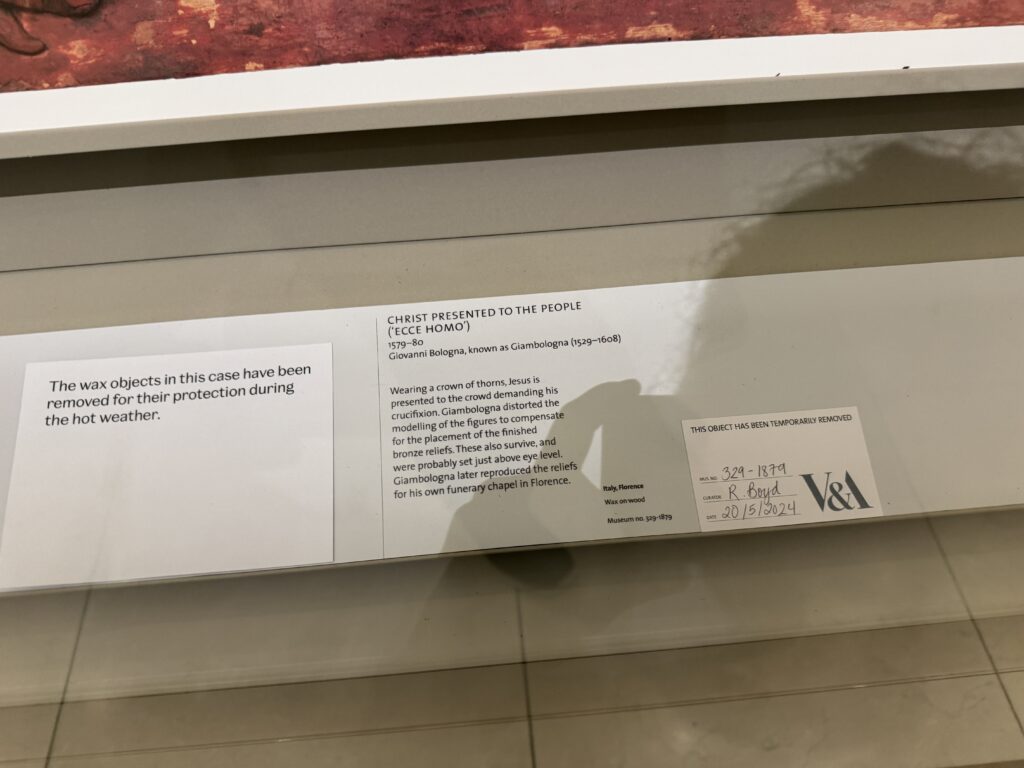 The wax objects in this case have been
removed for their protection during
the hot weather.
CHRIST PRESENTED TO THE PEOPLE
('ECCE HOMO')
1579–80
Giovanni Bologna, known as Giambologna (1529–1608)
Wearing a crown of thorns, Jesus is
presented to the crowd demanding his
crucifixion. Giambologna distorted the
modelling of the figures to compensate
for the placement of the finished
bronze reliefs. These also survive, and
were probably set just above eye level.
Giambologna later reproduced the reliefs
for his own funerary chapel in Florence.
Italy, Florence
Wax on wood
Museum no. 329-1879
THIS OBJECT HAS BEEN TEMPORARILY REMOVED
MUS. NO. 329-1879
CURATOR R. Boyd
DATE 20/5/2024
V&A